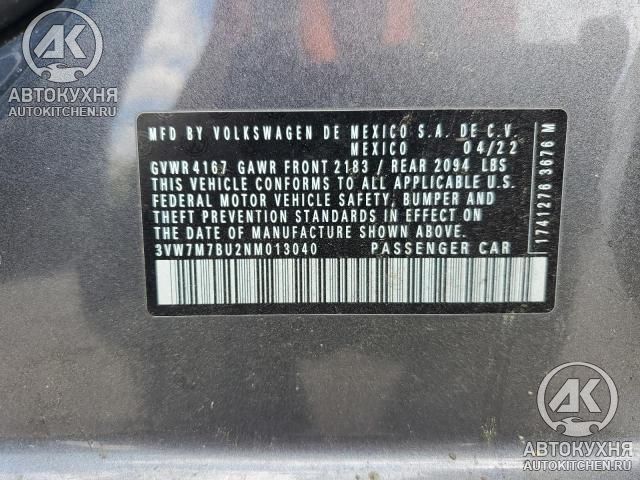 АВТОКУХНЯ
AUTOKITCHEN.RU
MFD BY VOLKSWAGEN DE MEXICO S.A. DE C.V.
MEXICO 04/22
GVWR 4167 GAWR FRONT 2183 / REAR 2094 LBS
THIS VEHICLE CONFORMS TO ALL APPLICABLE U.S.
FEDERAL MOTOR VEHICLE SAFETY, BUMPER AND
THEFT PREVENTION STANDARDS IN EFFECT ON
THE DATE OF MANUFACTURE SHOWN ABOVE.
3VW7M7BU2NM013040 PASSENGER CAR
1741276 3676 M
АК
АВТОКУХНЯ
AUTOKITCHEN.RU